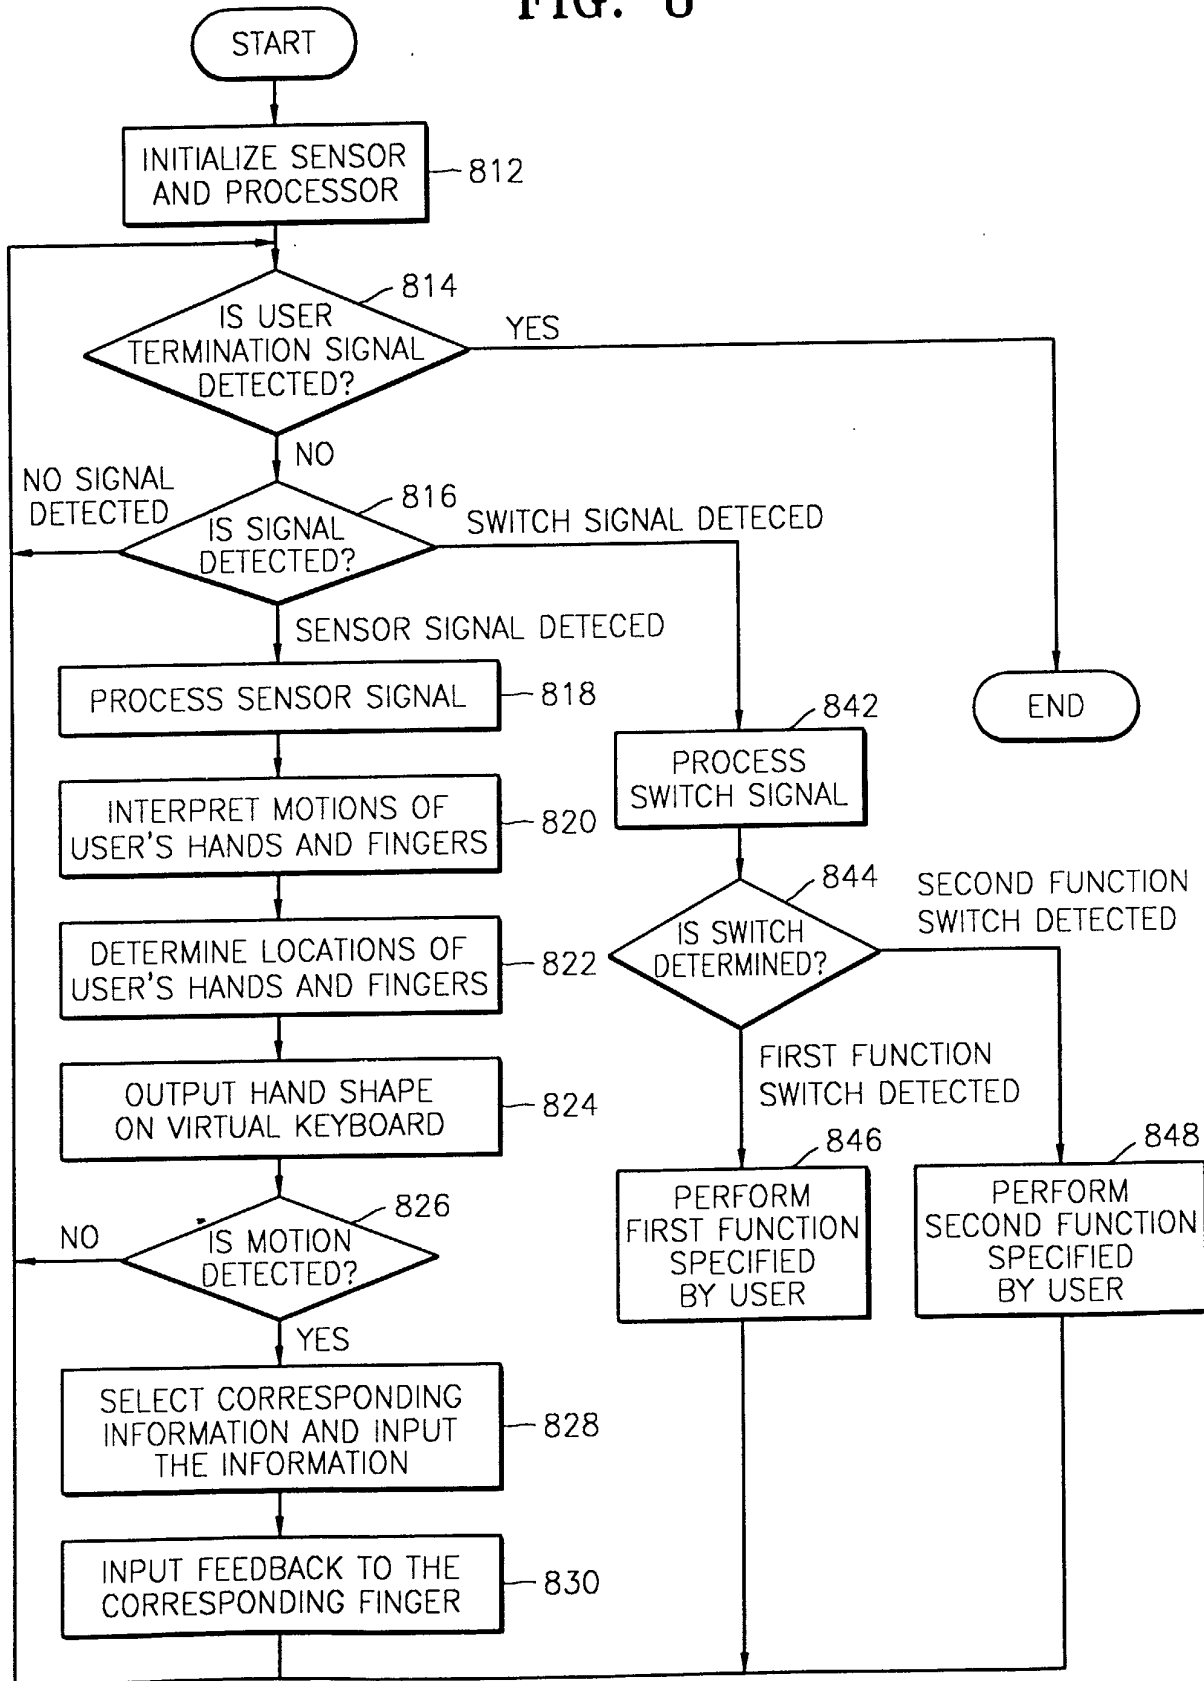 FIG. 8
START
INITIALIZE SENSOR
AND PROCESSOR
812
IS USER
TERMINATION SIGNAL
DETECTED?
814
YES
NO
NO SIGNAL
DETECTED
IS SIGNAL
DETECTED?
816
SWITCH SIGNAL DETECED
SENSOR SIGNAL DETECED
PROCESS SENSOR SIGNAL
818
END
842
PROCESS
SWITCH SIGNAL
INTERPRET MOTIONS OF
USER'S HANDS AND FINGERS
820
844
IS SWITCH
DETERMINED?
SECOND FUNCTION
SWITCH DETECTED
DETERMINE LOCATIONS OF
USER'S HANDS AND FINGERS
822
FIRST FUNCTION
SWITCH DETECTED
OUTPUT HAND SHAPE
ON VIRTUAL KEYBOARD
824
846
PERFORM
FIRST FUNCTION
SPECIFIED
BY USER
848
PERFORM
SECOND FUNCTION
SPECIFIED
BY USER
826
IS MOTION
DETECTED?
NO
YES
SELECT CORRESPONDING
INFORMATION AND INPUT
THE INFORMATION
828
INPUT FEEDBACK TO THE
CORRESPONDING FINGER
830